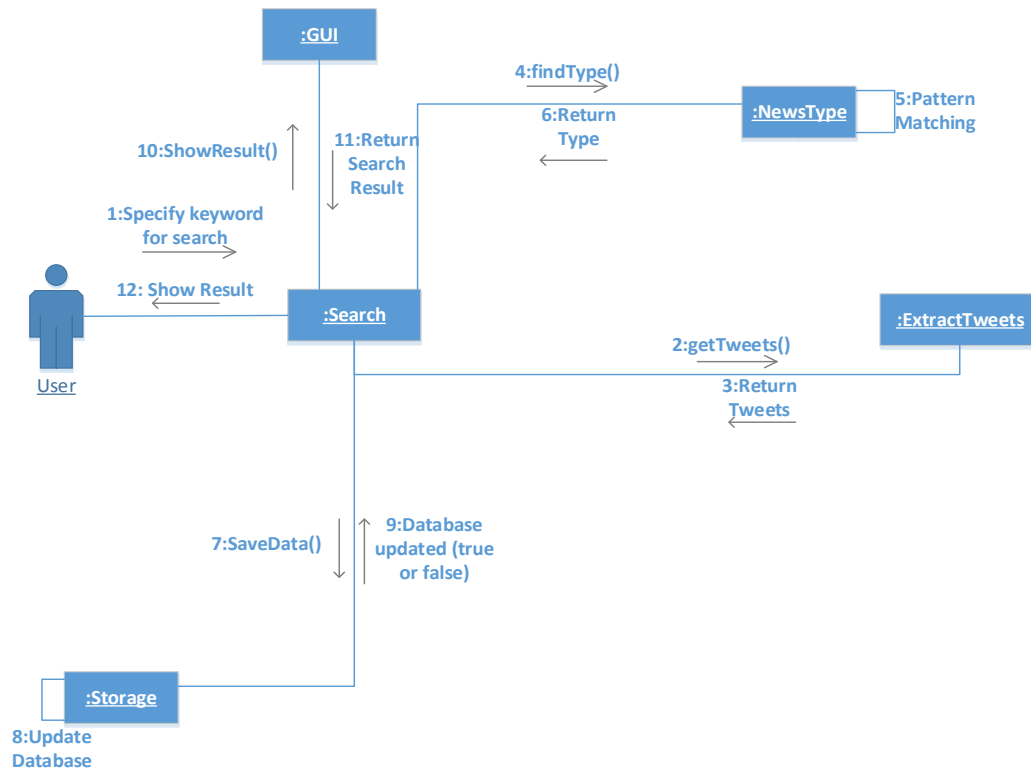 :GUI
4:findType()
:NewsType
5:Pattern
Matching
6:Return
Type
10:ShowResult()
11:Return
Search
Result
1:Specify keyword
for search
12: Show Result
:Search
:ExtractTweets
User
2:getTweets()
3:Return
Tweets
7:SaveData()
9:Database
updated (true
or false)
:Storage
8:Update
Database